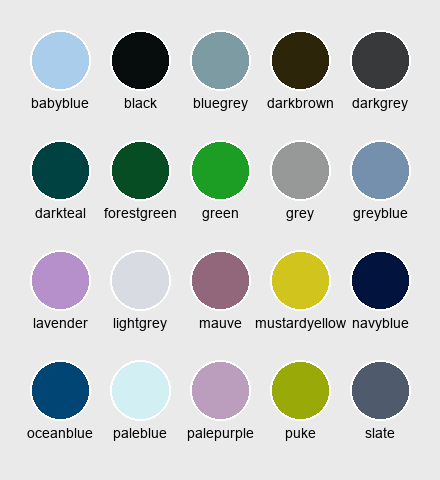 babyblue black bluegrey darkbrown darkgrey
darkteal forestgreen green grey greyblue
lavender lightgrey mauve mustardyellow navyblue
oceanblue paleblue palepurple puke slate